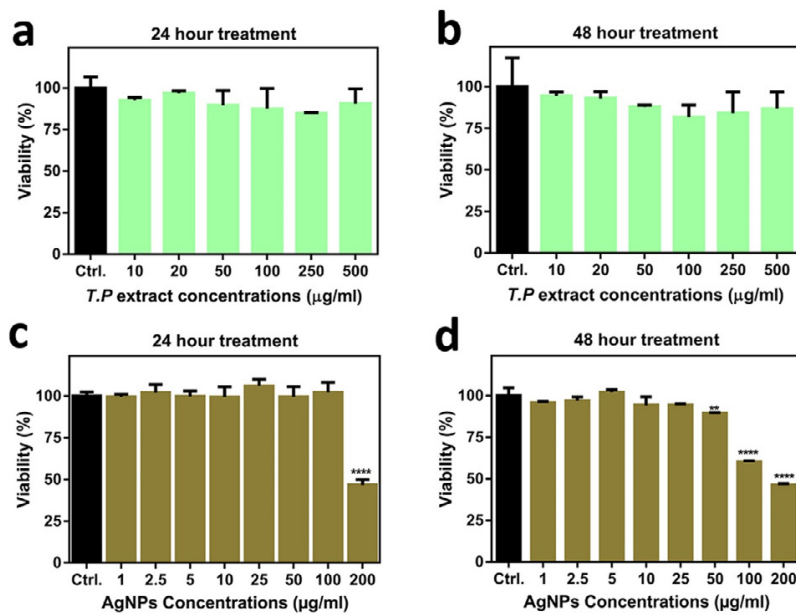 a
24 hour treatment
Viability (%)
100
75
50
25
0
Ctrl. 10 20 50 100 250 500
T.P extract concentrations (μg/ml)
b
48 hour treatment
Viability (%)
100
75
50
25
0
Ctrl. 10 20 50 100 250 500
T.P extract concentrations (μg/ml)
c
24 hour treatment
Viability (%)
100
75
50
25
0
****
Ctrl. 1 2.5 5 10 25 50 100 200
AgNPs Concentrations (μg/ml)
d
48 hour treatment
Viability (%)
100
75
50
25
0
**
****
****
Ctrl. 1 2.5 5 10 25 50 100 200
AgNPs Concentrations (μg/ml)